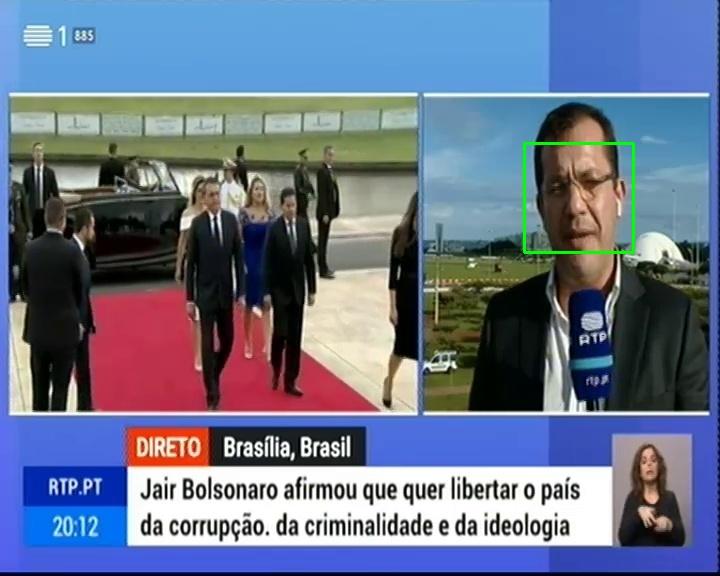 1 885
RTP
rtp.pt
DIRETO Brasília, Brasil
RTP.PT
20:12
Jair Bolsonaro afirmou que quer libertar o país
da corrupção. da criminalidade e da ideologia